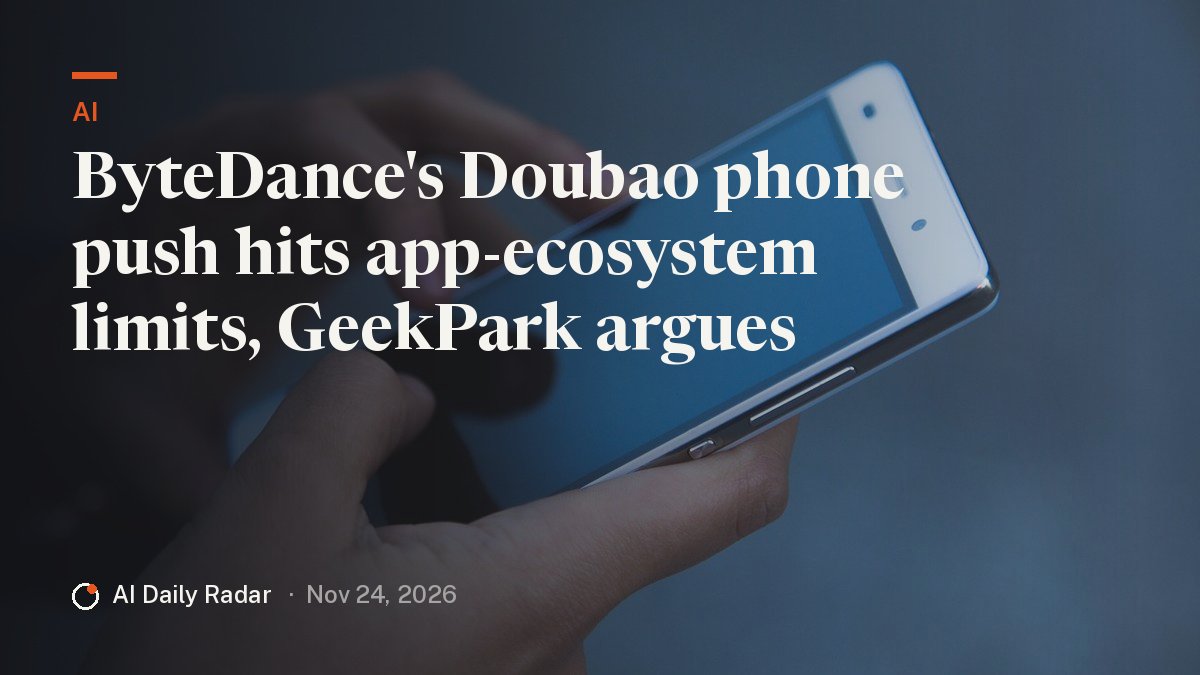 AI
ByteDance's Doubao phone
push hits app-ecosystem
limits, GeekPark argues
AI Daily Radar · Nov 24, 2026